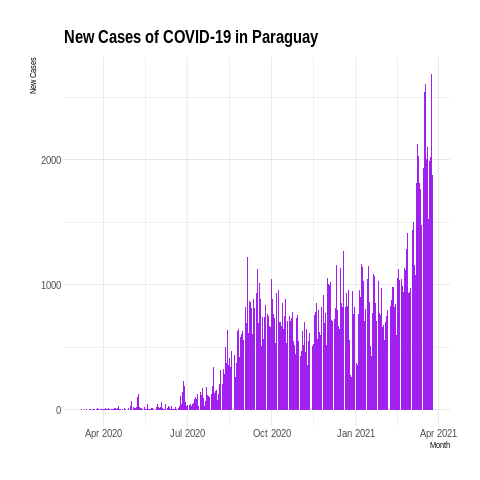 New Cases of COVID-19 in Paraguay
New Cases
2000
1000
0
Apr 2020
Jul 2020
Oct 2020
Jan 2021
Apr 2021
Month